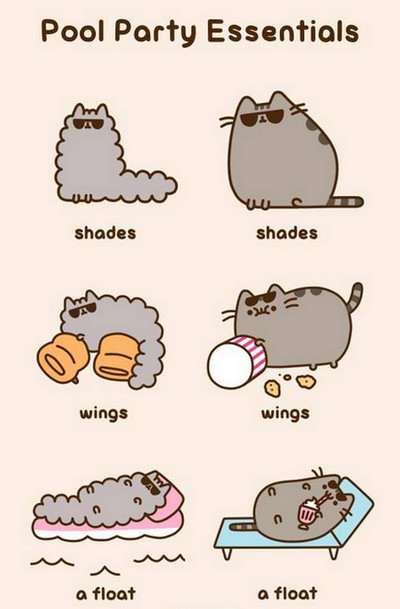 Pool Party Essentials
shades
shades
wings
wings
a float
a float